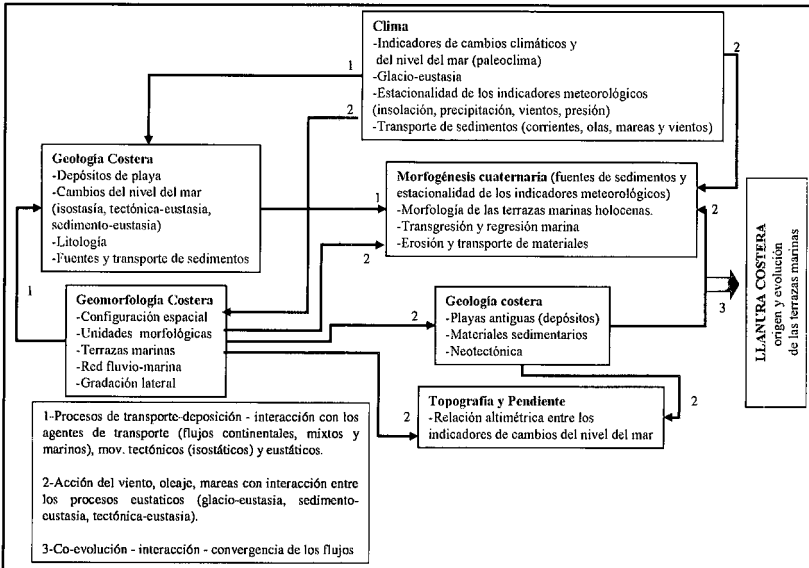 Clima
-Indicadores de cambios climáticos y
del nivel del mar (paleoclima)
-Glacio-eustasia
-Estacionalidad de los indicadores meteorológicos
(insolación, precipitación, vientos, presión)
-Transporte de sedimentos (corrientes, olas, mareas y vientos)
1
2
2
Geología Costera
-Depósitos de playa
-Cambios del nivel del mar
(isostasía, tectónica-eustasia,
sedimento-eustasia)
-Litología
-Fuentes y transporte de sedimentos
1
Morfogénesis cuaternaria (fuentes de sedimentos y
estacionalidad de los indicadores meteorológicos)
-Morfología de las terrazas marinas holocenas.
-Transgresión y regresión marina
-Erosión y transporte de materiales
2
2
1
Geomorfología Costera
-Configuración espacial
-Unidades morfológicas
-Terrazas marinas
-Red fluvio-marina
-Gradación lateral
2
Geología costera
-Playas antiguas (depósitos)
-Materiales sedimentarios
-Neotectónica
3
LLANURA COSTERA
origen y evolución
de las terrazas marinas
2
Topografía y Pendiente
-Relación altimétrica entre los
indicadores de cambios del nivel del mar
2
1-Procesos de transporte-deposición - interacción con los
agentes de transporte (flujos continentales, mixtos y
marinos), mov. tectónicos (isostáticos) y eustáticos.
2-Acción del viento, oleaje, mareas con interacción entre
los procesos eustaticos (glacio-eustasia, sedimento-
eustasia, tectónica-eustasia).
3-Co-evolución - interacción - convergencia de los flujos